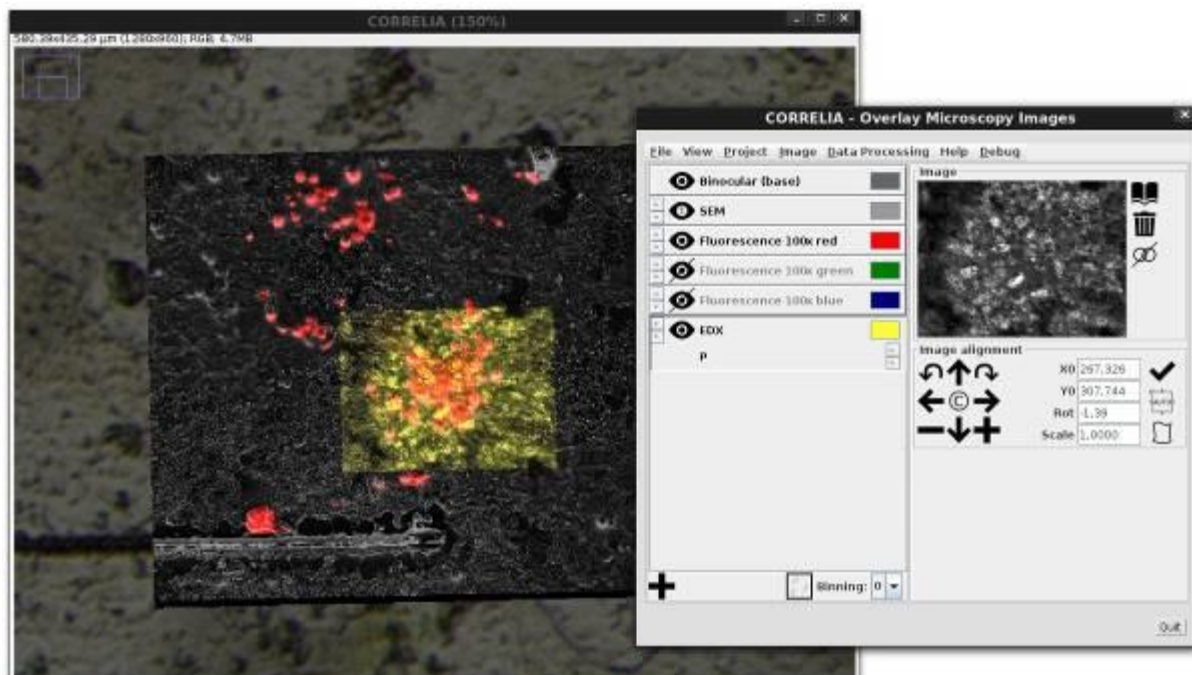 CORRELIA (150%)
580.39x435.29 µm (1280x960); RGB; 4.7MB
CORRELIA - Overlay Microscopy Images
File View Project Image Data Processing Help Debug
Binocular (base)
SEM
Fluorescence 100x red
Fluorescence 100x green
Fluorescence 100x blue
EDX
P
Binning: 0
Image
Image alignment
X0 267.326
Y0 307.744
Rot -1.39
Scale 1.0000
Quit